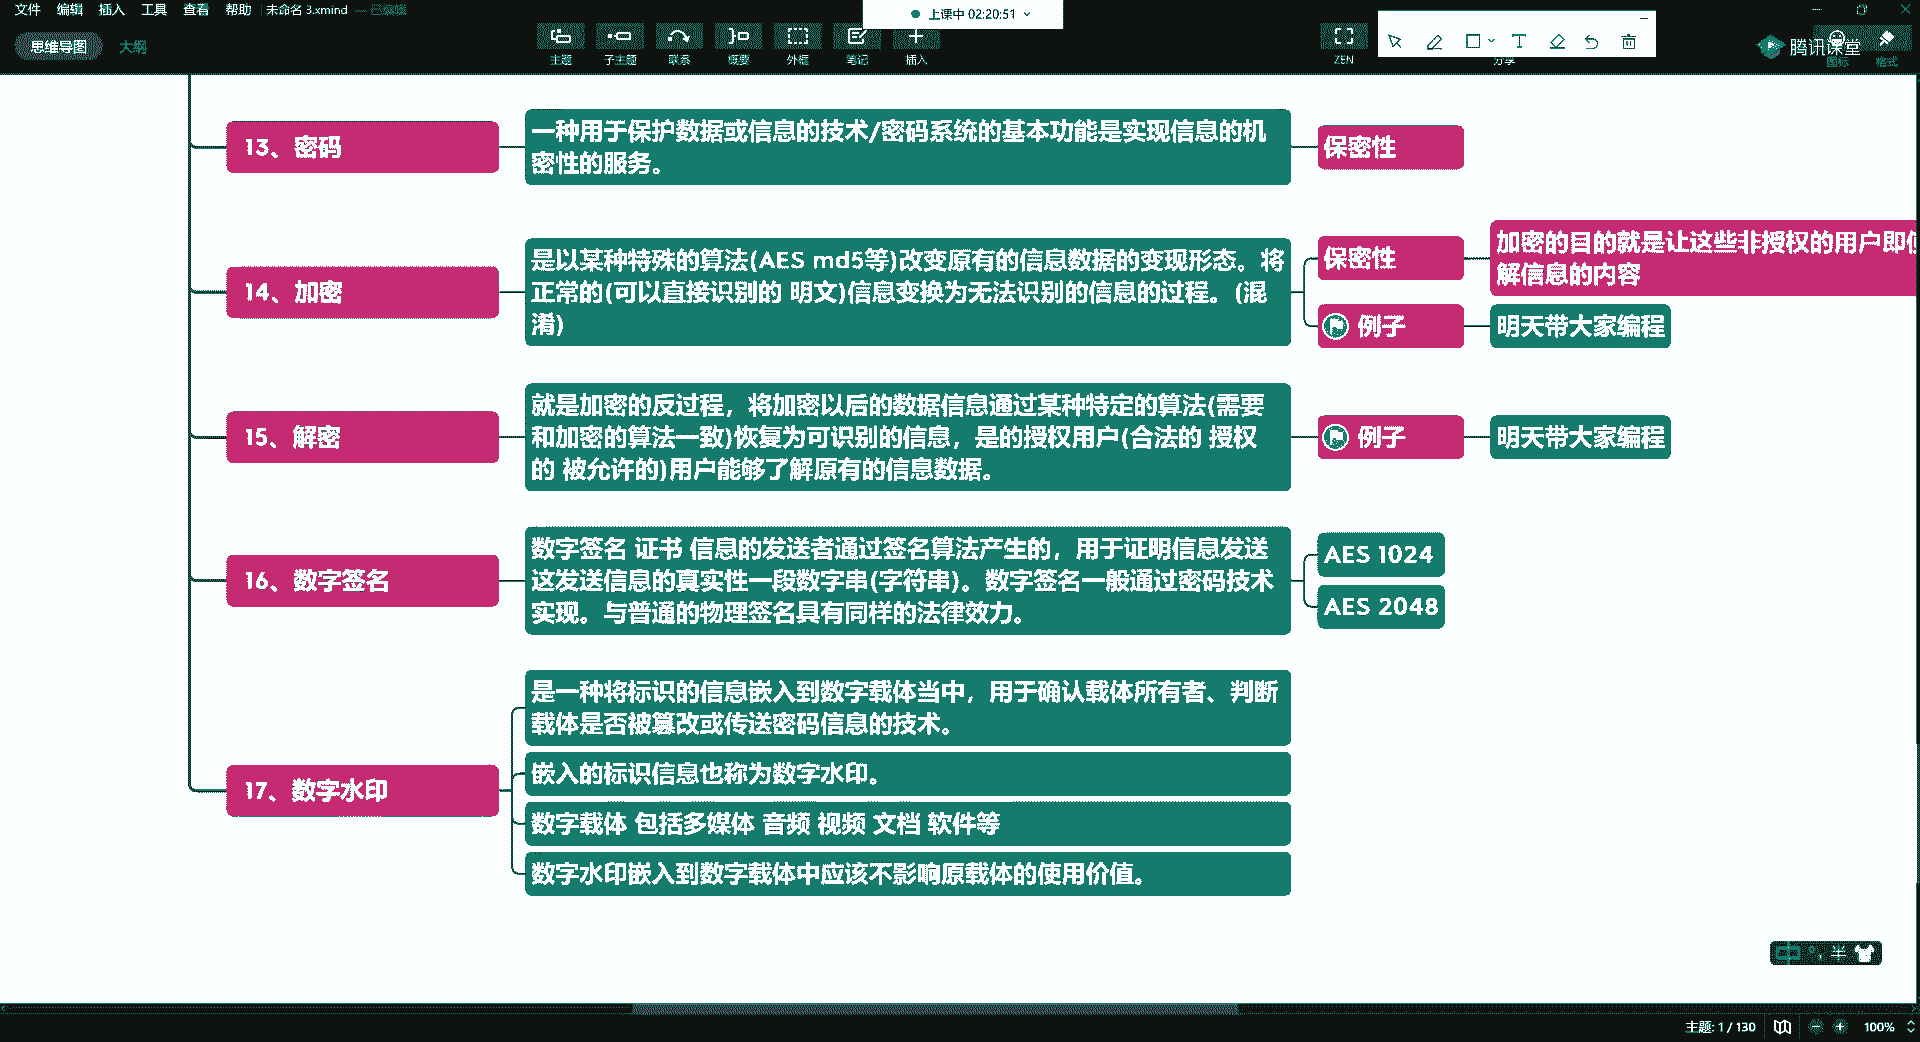 文件 编辑 插入 工具 查看 帮助 未命名 3.xmind — 已编辑
上课中 02:20:51
思维导图 大纲
主题 子主题 联系 概要 外框 笔记 插入 ZEN 分享 图标 格式
腾讯课堂
13、密码
一种用于保护数据或信息的技术/密码系统的基本功能是实现信息的机
密性的服务。
保密性
14、加密
是以某种特殊的算法(AES md5等)改变原有的信息数据的变现形态。将
正常的(可以直接识别的 明文)信息变换为无法识别的信息的过程。(混
淆)
保密性
加密的目的就是让这些非授权的用户即
解信息的内容
例子
明天带大家编程
15、解密
就是加密的反过程，将加密以后的数据信息通过某种特定的算法(需要
和加密的算法一致)恢复为可识别的信息，是的授权用户(合法的 授权
的 被允许的)用户能够了解原有的信息数据。
例子
明天带大家编程
16、数字签名
数字签名 证书 信息的发送者通过签名算法产生的，用于证明信息发送
这发送信息的真实性一段数字串(字符串)。数字签名一般通过密码技术
实现。与普通的物理签名具有同样的法律效力。
AES 1024
AES 2048
17、数字水印
是一种将标识的信息嵌入到数字载体当中，用于确认载体所有者、判断
载体是否被篡改或传送密码信息的技术。
嵌入的标识信息也称为数字水印。
数字载体 包括多媒体 音频 视频 文档 软件等
数字水印嵌入到数字载体中应该不影响原载体的使用价值。
中 半
主题: 1 / 130 100%